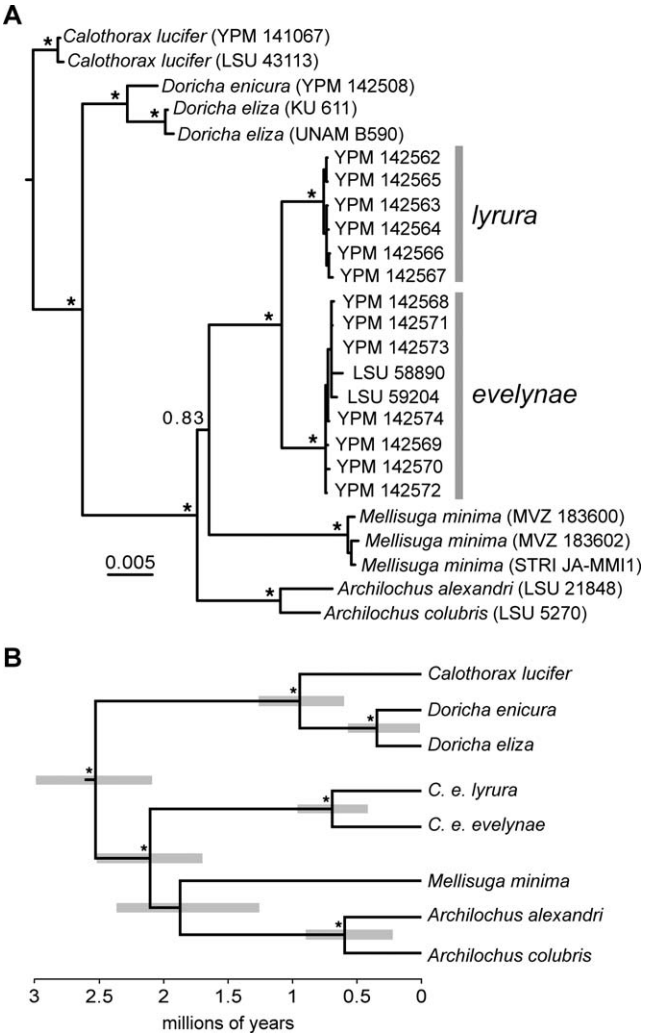 A
* Calothorax lucifer (YPM 141067)
Calothorax lucifer (LSU 43113)
* Doricha enicura (YPM 142508)
* Doricha eliza (KU 611)
Doricha eliza (UNAM B590)
YPM 142562
* YPM 142565
YPM 142563
lyrura
YPM 142564
YPM 142566
YPM 142567
* * YPM 142568
YPM 142571
YPM 142573
LSU 58890
LSU 59204
evelynae
0.83 YPM 142574
* YPM 142569
YPM 142570
YPM 142572
* * Mellisuga minima (MVZ 183600)
Mellisuga minima (MVZ 183602)
0.005 Mellisuga minima (STRI JA-MMI1)
* Archilochus alexandri (LSU 21848)
Archilochus colubris (LSU 5270)
B
Calothorax lucifer
*
* Doricha enicura
Doricha eliza
* * C. e. lyrura
C. e. evelynae
*
Mellisuga minima
* Archilochus alexandri
Archilochus colubris
3 2.5 2 1.5 1 0.5 0
millions of years